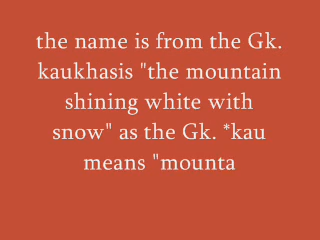 the name is from the Gk.
kaukhasis "the mountain
shining white with
snow" as the Gk. *kau
means "mounta